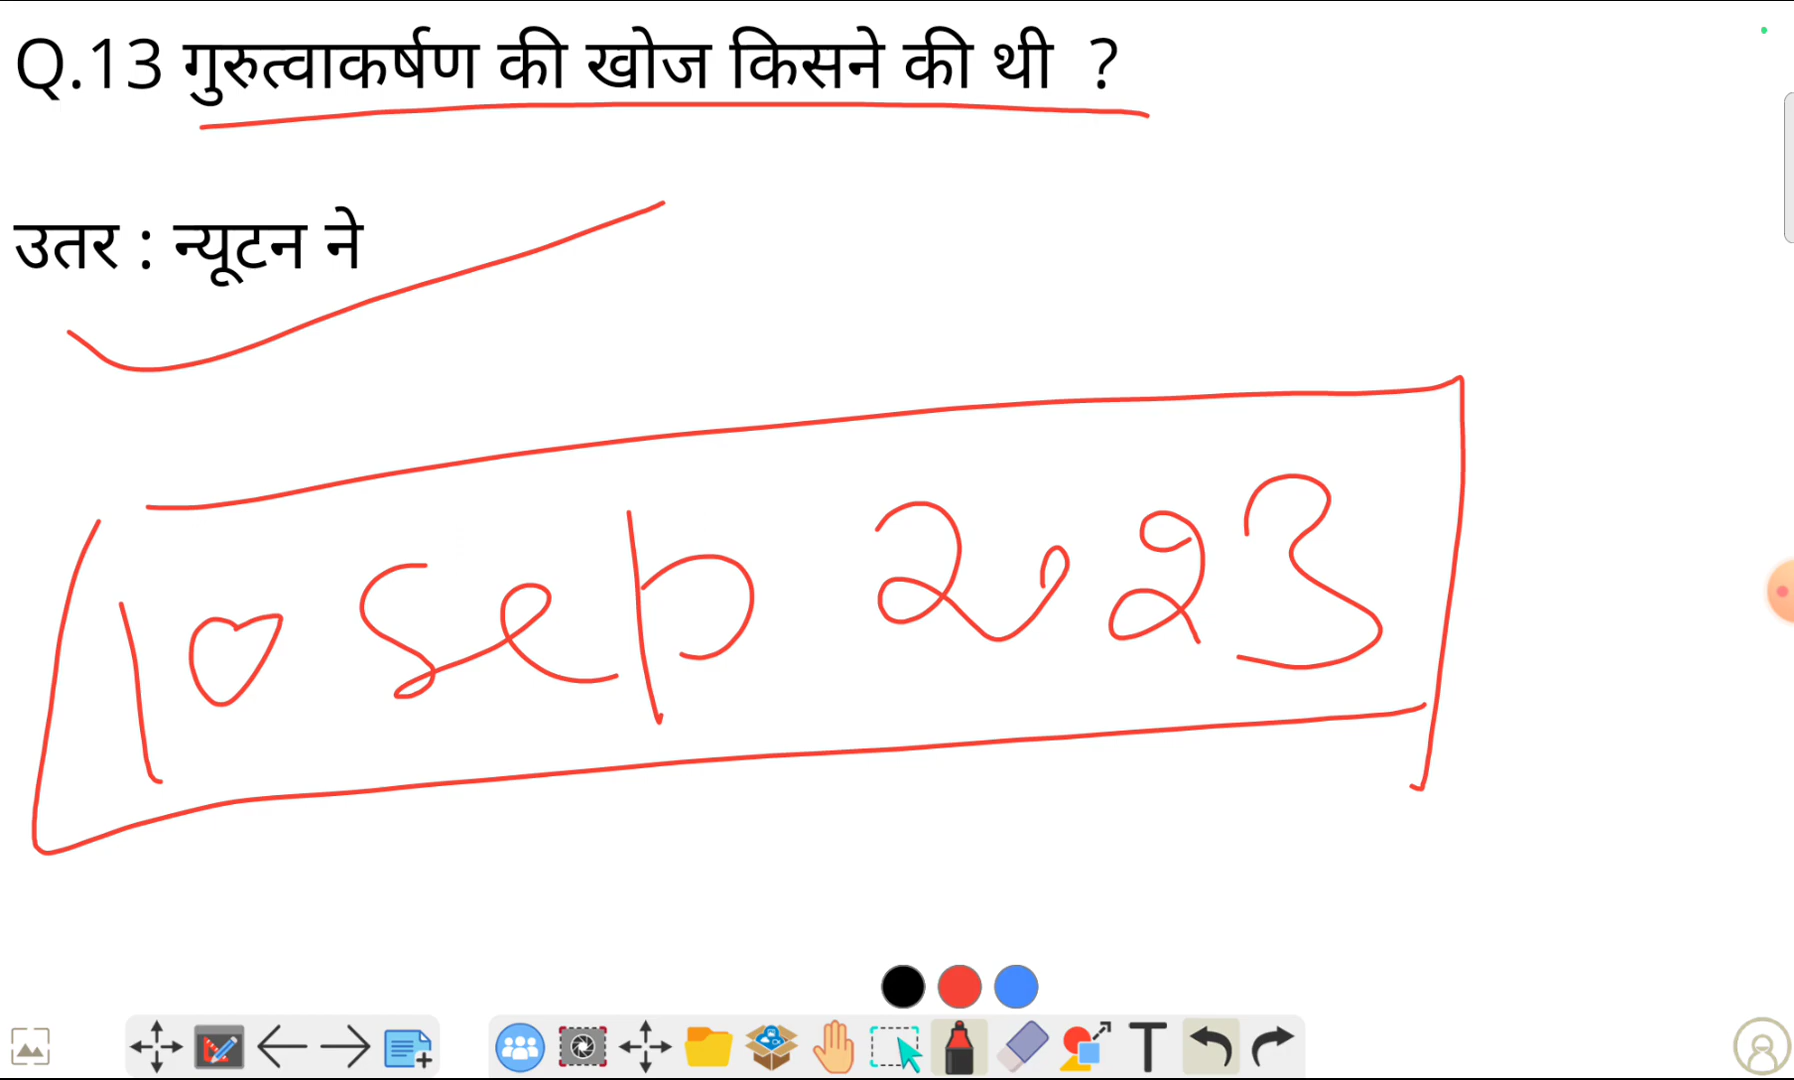 Q.13 गुरुत्वाकर्षण की खोज किसने की थी ?
उतर : न्यूटन ने
10 Sep 2023